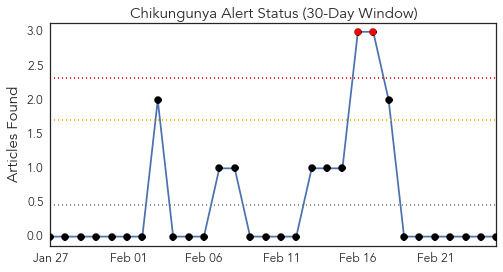 Chikungunya Alert Status (30-Day Window)
Articles Found
3.0
2.5
2.0
1.5
1.0
0.5
0.0
Jan 27 Feb 01 Feb 06 Feb 11 Feb 16 Feb 21